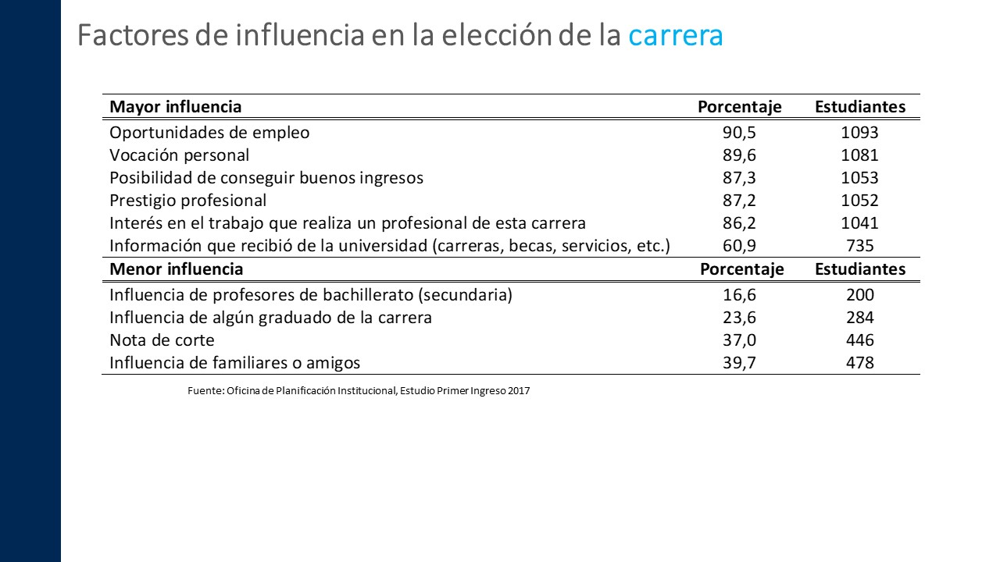 Factores de influencia en la elección de la carrera
Mayor influencia Porcentaje Estudiantes
Oportunidades de empleo 90,5 1093
Vocación personal 89,6 1081
Posibilidad de conseguir buenos ingresos 87,3 1053
Prestigio profesional 87,2 1052
Interés en el trabajo que realiza un profesional de esta carrera 86,2 1041
Información que recibió de la universidad (carreras, becas, servicios, etc.) 60,9 735
Menor influencia Porcentaje Estudiantes
Influencia de profesores de bachillerato (secundaria) 16,6 200
Influencia de algún graduado de la carrera 23,6 284
Nota de corte 37,0 446
Influencia de familiares o amigos 39,7 478
Fuente: Oficina de Planificación Institucional, Estudio Primer Ingreso 2017